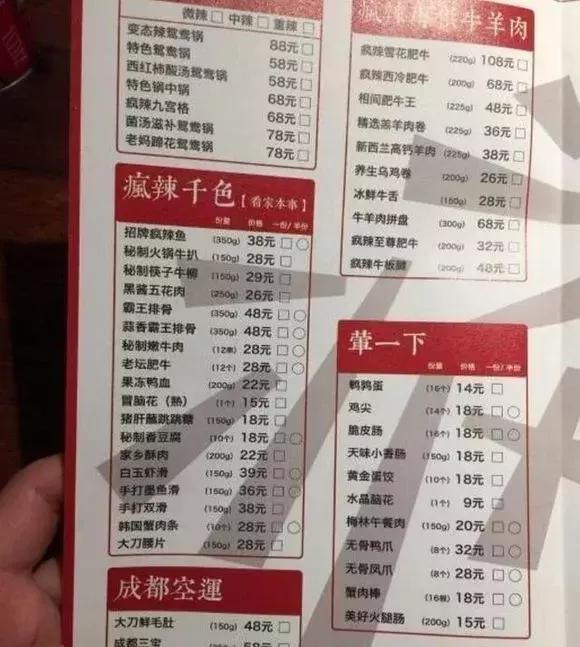 微辣□ 中辣□ 重辣□
变态辣鸳鸯锅 88元□
特色鸳鸯锅 58元□
西红柿酸汤鸳鸯锅 58元□
特色锅中锅 68元□
疯辣九宫格 68元□
菌汤滋补鸳鸯锅 78元□
老妈蹄花鸳鸯锅 78元□
瘋辣千色【看家本事】
份量 价格 一份/半份
招牌疯辣鱼 (350g) 38元□○
秘制火锅牛扒 (150g) 28元□
秘制筷子牛柳 (150g) 29元□
黑酱五花肉 (250g) 26元□
霸王排骨 (350g) 48元□○
蒜香霸王排骨 (350g) 48元□○
秘制嫩牛肉 (12串) 28元□○
老坛肥牛 (12个) 28元□○
果冻鸭血 (200g) 22元□
冒脑花（熟） (1个) 15元□
猪肝蘸跳跳糖 (150g) 18元□
秘制香豆腐 (10个) 18元□○
家乡酥肉 (200g) 22元□
白玉虾滑 (150g) 39元□○
手打墨鱼滑 (150g) 36元□○
手打双滑 (150g) 38元□
韩国蟹肉条 (10个) 28元□○
大刀腰片 (150g) 28元□
成都空運
大刀鲜毛肚 (150g) 48元□
成都三宝
瘋辣 牛羊肉
疯辣雪花肥牛 (220g) 108元□
疯辣西冷肥牛 (200g) 68元□
相间肥牛王 (225g) 48元□
精选羔羊肉卷 (225g) 36元□
新西兰高钙羊肉 (225g) 38元□
养生乌鸡卷 (200g) 26元□
冰鲜牛舌 (150g) 28元□
牛羊肉拼盘 (300g) 68元□
疯辣至尊肥牛 (200g) 32元□
疯辣牛板腱 (200g) 48元□
葷一下
份量 价格 一份/半份
鹌鹑蛋 (16个) 14元□
鸡尖 (14个) 18元□○
脆皮肠 (16个) 18元□○
天味小香肠 (150g) 18元□
黄金蛋饺 (10个) 18元□
水晶脑花 (1个) 9元□
梅林午餐肉 (150g) 20元□○
无骨鸭爪 (8个) 32元□○
无骨凤爪 (8个) 28元□○
蟹肉棒 (16根) 18元□○
美好火腿肠 (200g) 15元□